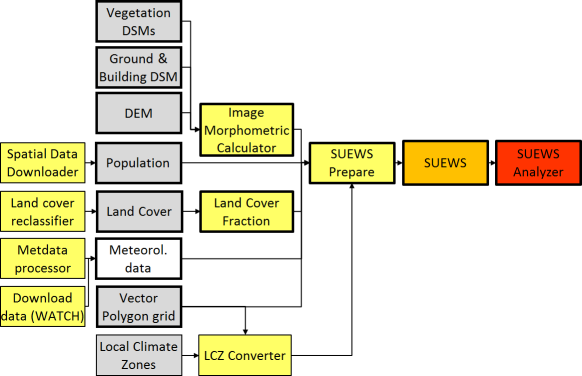 Vegetation
DSMs
Ground &
Building DSM
DEM
Image
Morphometric
Calculator
Spatial Data
Downloader
Population
SUEWS
Prepare
SUEWS
SUEWS
Analyzer
Land cover
reclassifier
Land Cover
Land Cover
Fraction
Metdata
processor
Meteorol.
data
Download
data (WATCH)
Vector
Polygon grid
Local Climate
Zones
LCZ Converter